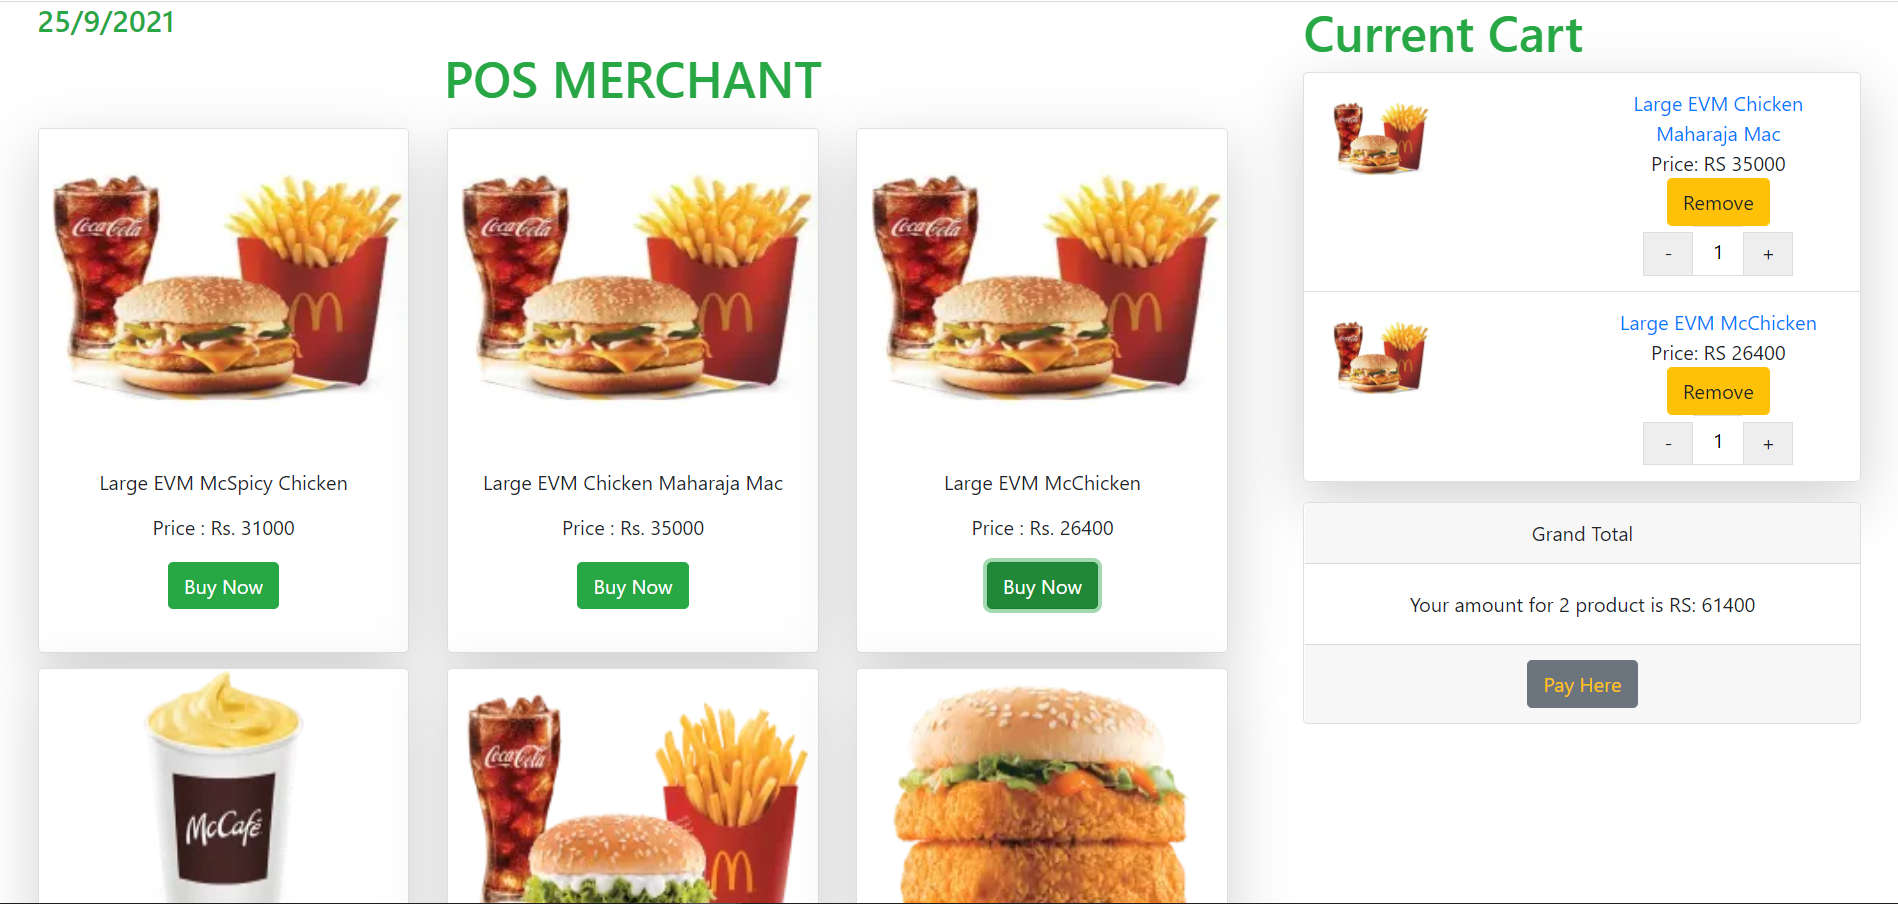 25/9/2021
POS MERCHANT
Coca-Cola
Coca-Cola
Coca-Cola
Large EVM McSpicy Chicken
Price : Rs. 31000
Buy Now
Large EVM Chicken Maharaja Mac
Price : Rs. 35000
Buy Now
Large EVM McChicken
Price : Rs. 26400
Buy Now
McCafé
Coca-Cola
Current Cart
Large EVM Chicken
Maharaja Mac
Price: RS 35000
Remove
- 1 +
Large EVM McChicken
Price: RS 26400
Remove
- 1 +
Grand Total
Your amount for 2 product is RS: 61400
Pay Here